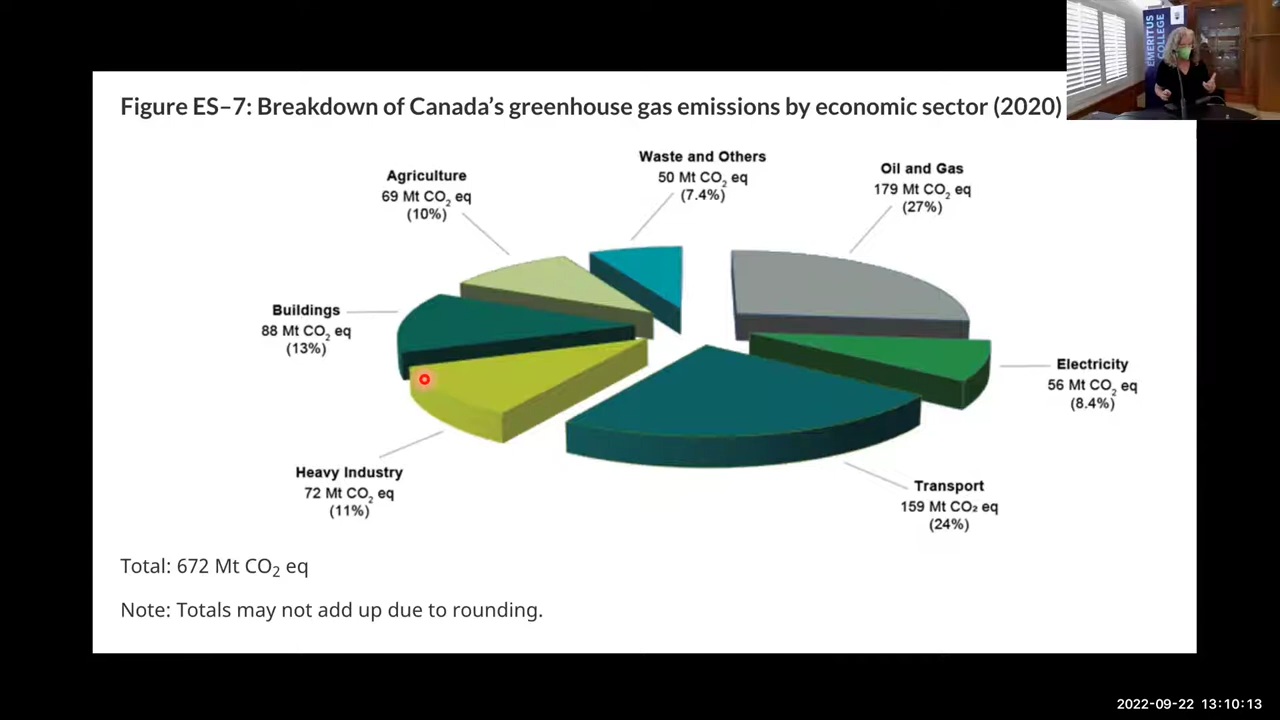 EMERITUS
COLLEGE
Figure ES–7: Breakdown of Canada’s greenhouse gas emissions by economic sector (2020)
Waste and Others
50 Mt CO₂ eq
(7.4%)
Oil and Gas
179 Mt CO₂ eq
(27%)
Agriculture
69 Mt CO₂ eq
(10%)
Buildings
88 Mt CO₂ eq
(13%)
Electricity
56 Mt CO₂ eq
(8.4%)
Heavy Industry
72 Mt CO₂ eq
(11%)
Transport
159 Mt CO₂ eq
(24%)
Total: 672 Mt CO₂ eq
Note: Totals may not add up due to rounding.
2022-09-22 13:10:13